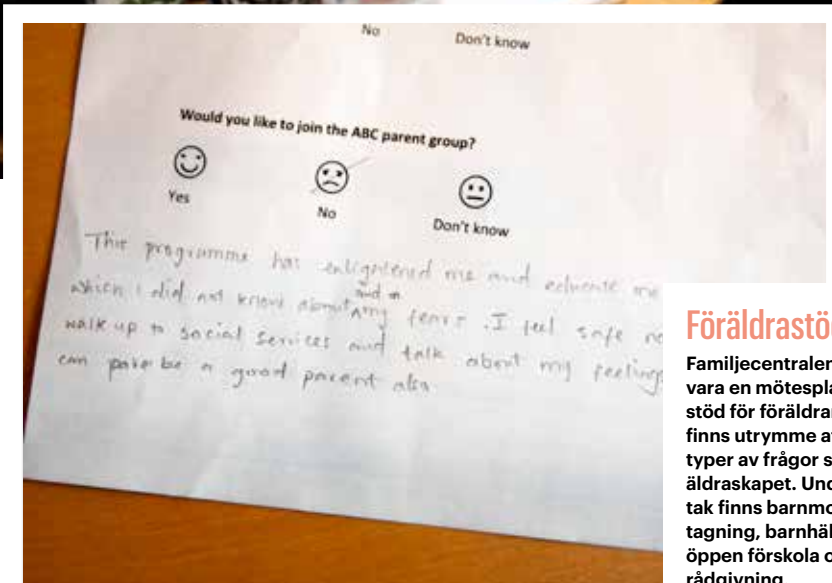 No
Don't know
Would you like to join the ABC parent group?
Yes
No
Don't know
This programme has enlightened me and educate me
which I did not know about my fears. I feel safe
and
walk up to social services and talk about my feelings
can be a good parent also
Föräldrastö
Familjecentralen
vara en mötespla
stöd för föräldrar
finns utrymme a
typer av frågor s
äldraskapet. Und
tak finns barnmo
tagning, barnhäl
öppen förskola o
rådgivning